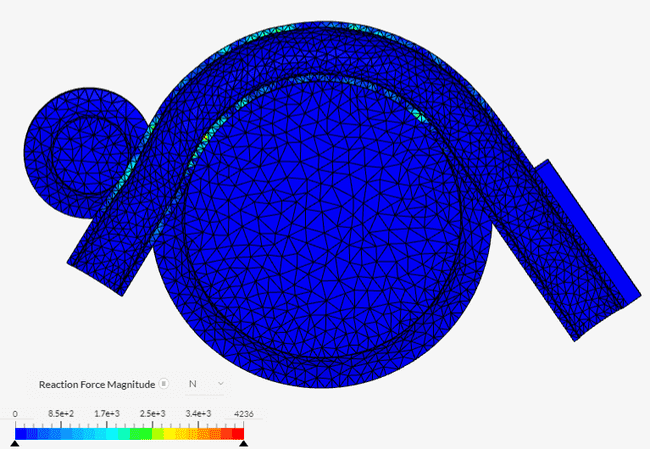 Reaction Force Magnitude N
0 8.5e+2 1.7e+3 2.5e+3 3.4e+3 4236